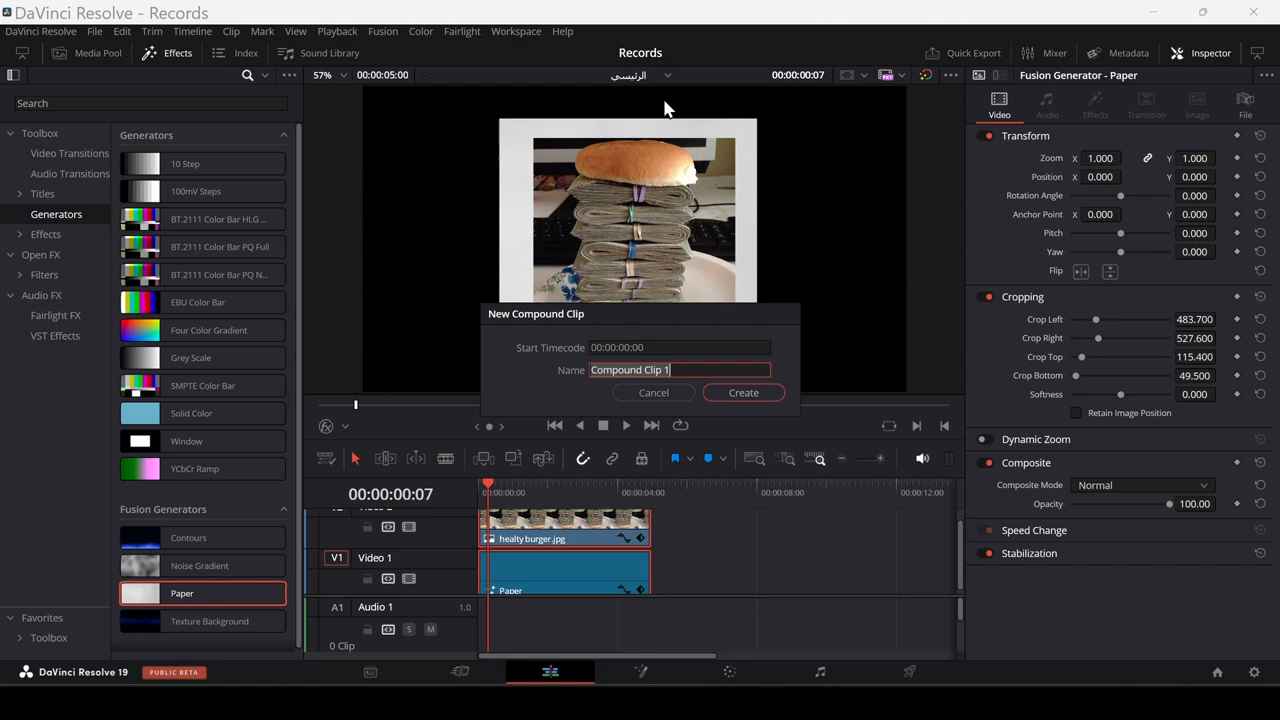 DaVinci Resolve - Records
DaVinci Resolve File Edit Trim Timeline Clip Mark View Playback Fusion Color Fairlight Workspace Help
Media Pool Effects Index Sound Library Records Quick Export Mixer Metadata Inspector
57% 00:00:05:00 الرئيسي 00:00:00:07 Fusion Generator - Paper
Search
Video Audio Effects Transition Image File
Toolbox
Video Transitions
Audio Transitions
Titles
Generators
Effects
Open FX
Filters
Audio FX
Fairlight FX
VST Effects
Favorites
Toolbox
Generators
10 Step
100mV Steps
BT.2111 Color Bar HLG ...
BT.2111 Color Bar PQ Full
BT.2111 Color Bar PQ N...
EBU Color Bar
Four Color Gradient
Grey Scale
SMPTE Color Bar
Solid Color
Window
YCbCr Ramp
Fusion Generators
Contours
Noise Gradient
Paper
Texture Background
New Compound Clip
Start Timecode 00:00:00:00
Name Compound Clip 1
Cancel Create
Transform
Zoom X 1.000 Y 1.000
Position X 0.000 Y 0.000
Rotation Angle 0.000
Anchor Point X 0.000 Y 0.000
Pitch 0.000
Yaw 0.000
Flip
Cropping
Crop Left 483.700
Crop Right 527.600
Crop Top 115.400
Crop Bottom 49.500
Softness 0.000
Retain Image Position
Dynamic Zoom
Composite
Composite Mode Normal
Opacity 100.00
Speed Change
Stabilization
00:00:00:07 00:00:00:00 00:00:04:00 00:00:08:00 00:00:12:00
healty burger.jpg
V1 Video 1
Paper
A1 Audio 1 1.0
S M
0 Clip
DaVinci Resolve 19 PUBLIC BETA